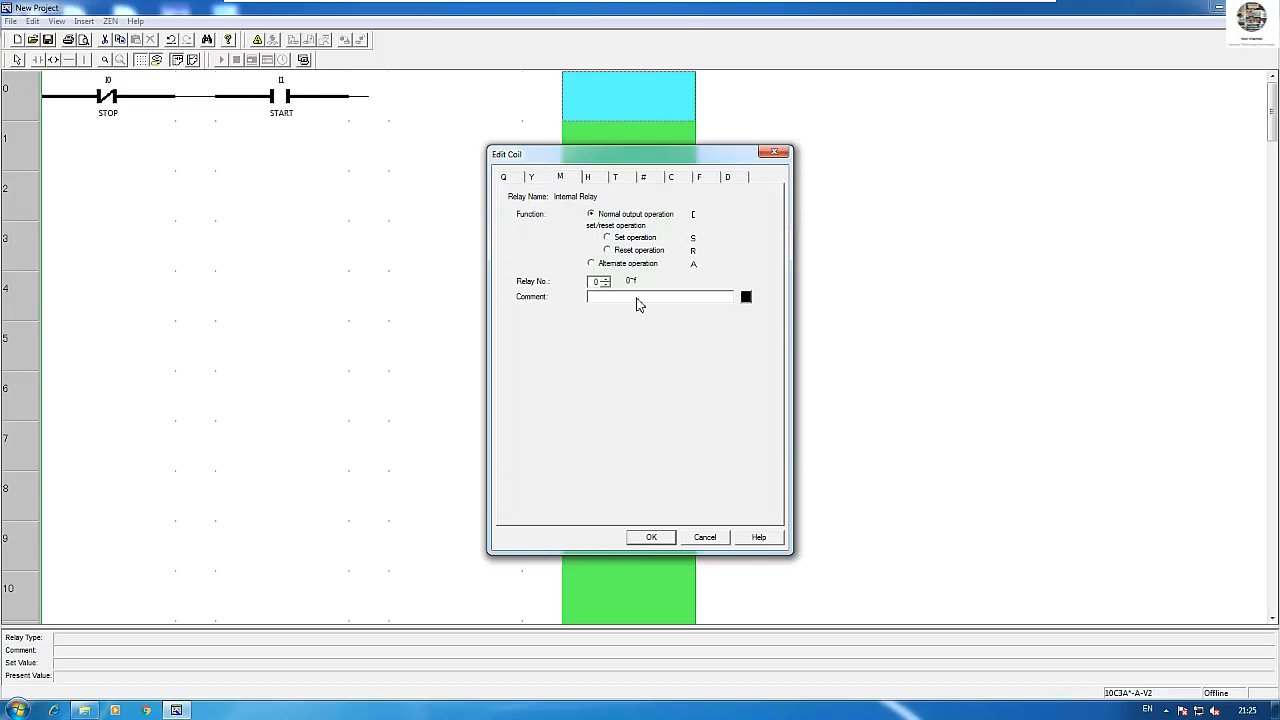 New Project
File Edit View Insert ZEN Help
0
I0
I1
STOP
START
1
2
3
4
5
6
7
8
9
10
Edit Coil
Q Y M H T # C F D
Relay Name: Internal Relay
Function: Normal output operation [
set/reset operation
Set operation S
Reset operation R
Alternate operation A
Relay No.: 0 0~f
Comment:
OK Cancel Help
Relay Type:
Comment:
Set Value:
Present Value:
10C3A*-A-V2 Offline
EN 21:25